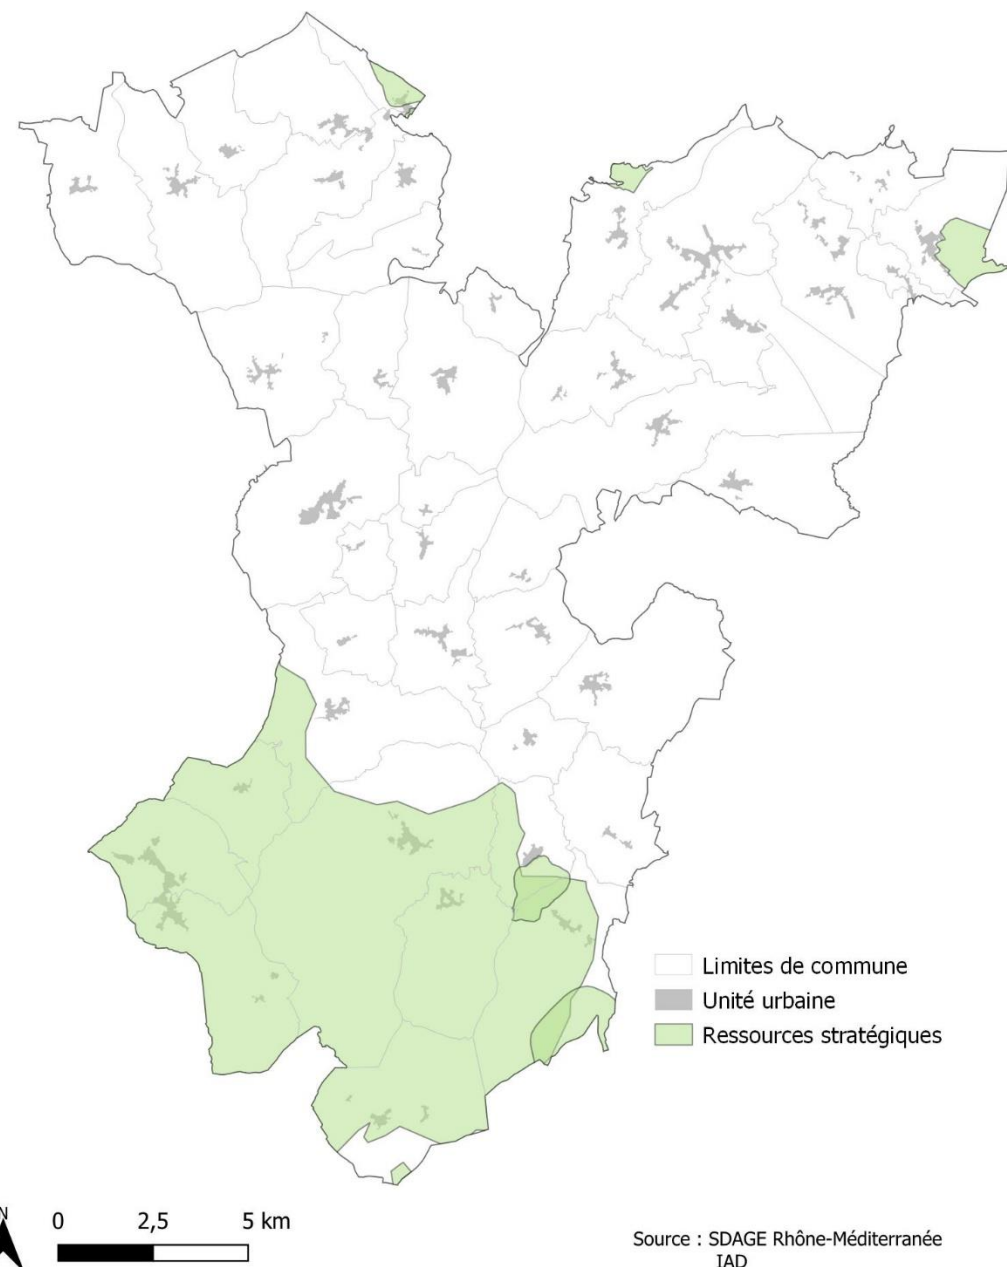 Limites de commune
Unité urbaine
Ressources stratégiques
N
0 2,5 5 km
Source : SDAGE Rhône-Méditerranée
IAD